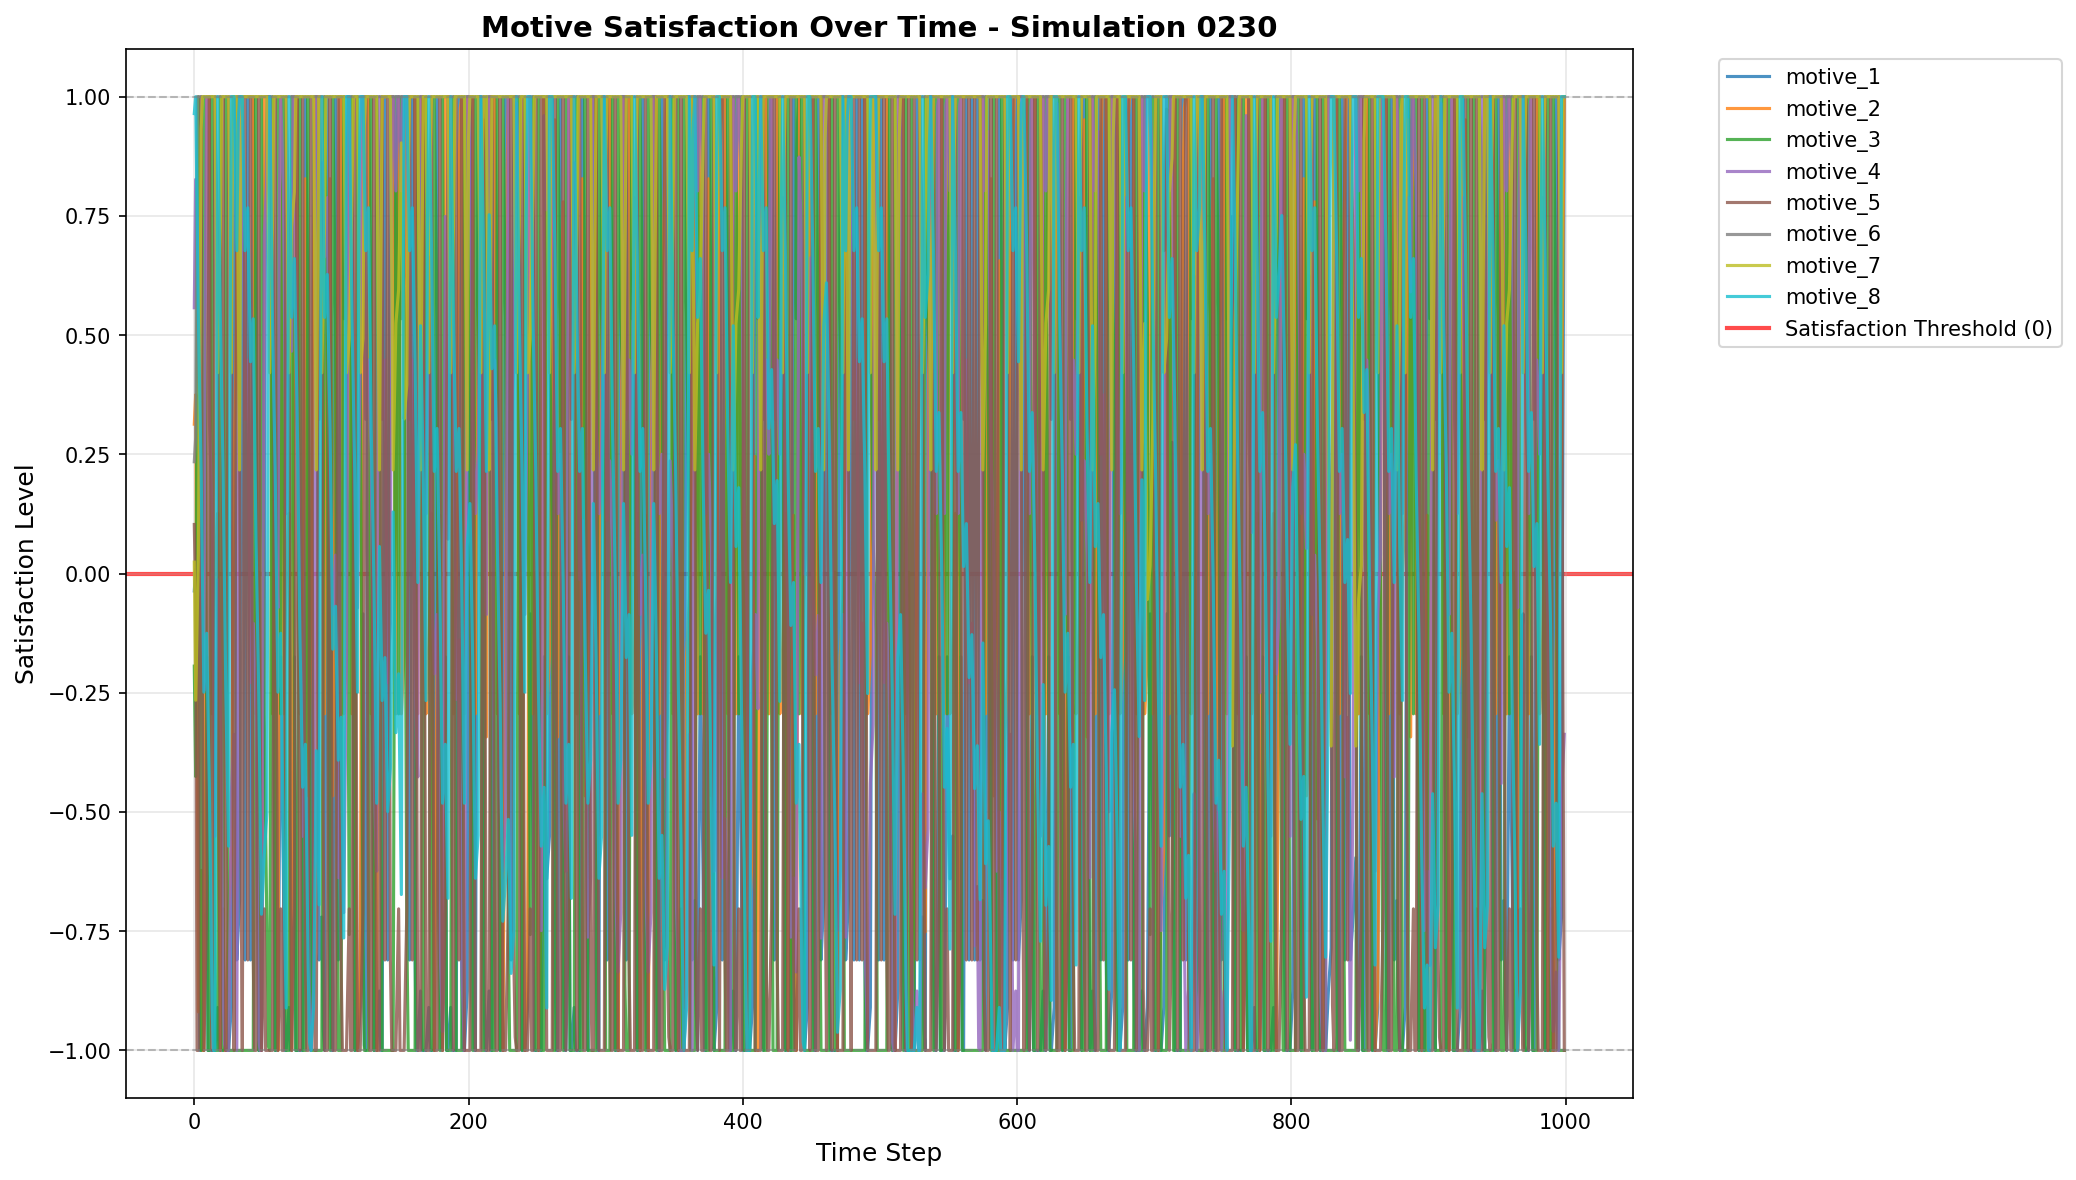 Motive Satisfaction Over Time - Simulation 0230
1.00
0.75
0.50
0.25
0.00
−0.25
−0.50
−0.75
−1.00
Satisfaction Level
0
200
400
600
800
1000
Time Step
motive_1
motive_2
motive_3
motive_4
motive_5
motive_6
motive_7
motive_8
Satisfaction Threshold (0)